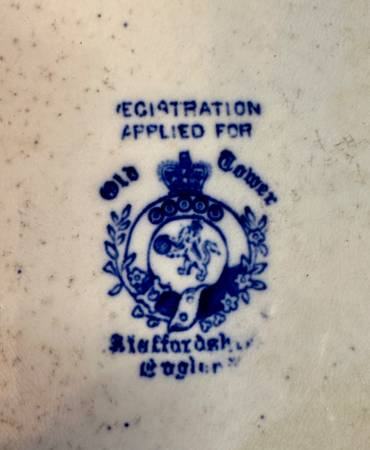 REGISTRATION
APPLIED FOR
Old Tower
Staffordshire
England